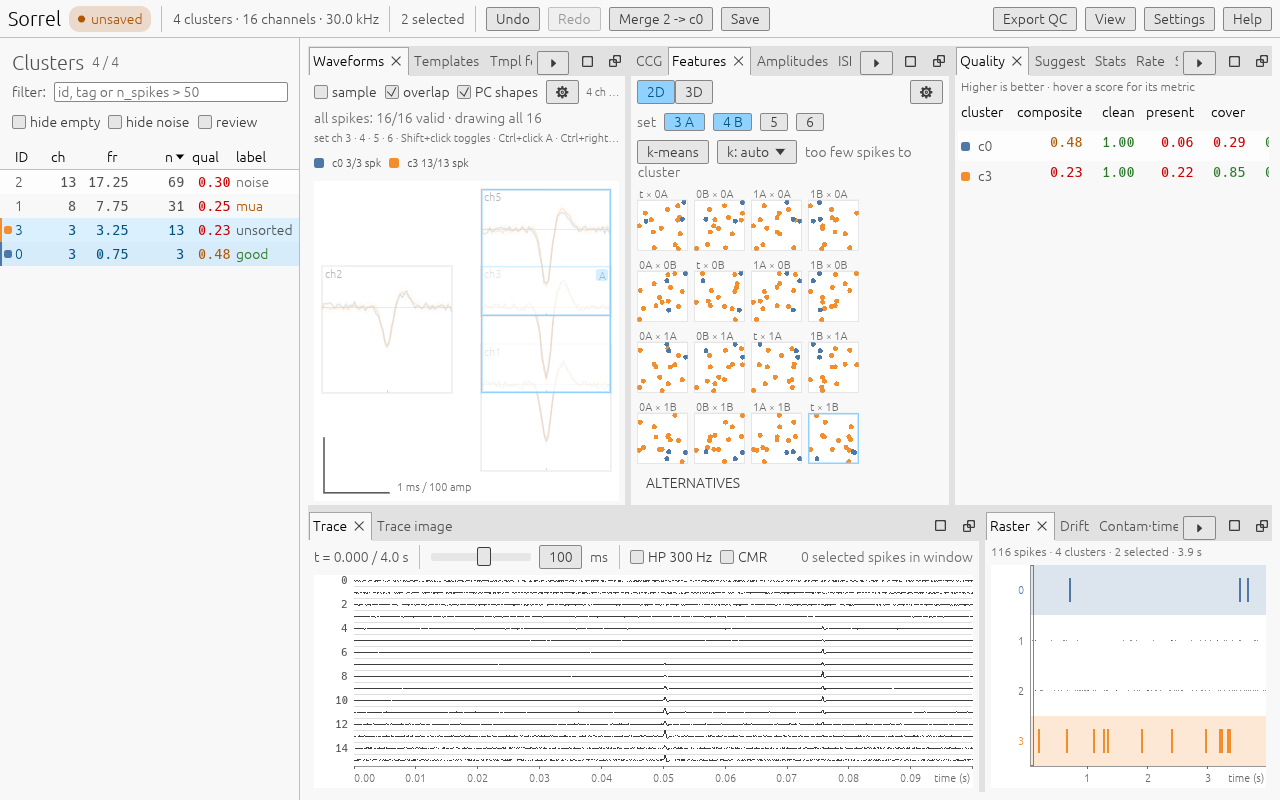 Sorrel unsaved 4 clusters · 16 channels · 30.0 kHz 2 selected Undo Redo Merge 2 -> c0 Save Export QC View Settings Help
Clusters 4 / 4
filter: id, tag or n_spikes > 50
hide empty hide noise review
ID ch fr n qual label
2 13 17.25 69 0.30 noise
1 8 7.75 31 0.25 mua
3 3 3.25 13 0.23 unsorted
0 3 0.75 3 0.48 good
Waveforms Templates Tmpl
sample overlap PC shapes 4 ch ...
all spikes: 16/16 valid · drawing all 16
set ch 3 · 4 · 5 · 6 · Shift+click toggles · Ctrl+click A · Ctrl+right...
c0 3/3 spk c3 13/13 spk
ch5
ch2
ch3 A
ch1
1 ms / 100 amp
CCG Features Amplitudes ISI
2D 3D
set 3 A 4 B 5 6
k-means k: auto too few spikes to
cluster
t × 0A 0B × 0A 1A × 0A 1B × 0A
0A × 0B t × 0B 1A × 0B 1B × 0B
0A × 1A 0B × 1A t × 1A 1B × 1A
0A × 1B 0B × 1B 1A × 1B t × 1B
ALTERNATIVES
Quality Suggest Stats Rate
Higher is better · hover a score for its metric
cluster composite clean present cover
c0 0.48 1.00 0.06 0.29
c3 0.23 1.00 0.22 0.85
Trace Trace image
t = 0.000 / 4.0 s 100 ms HP 300 Hz CMR 0 selected spikes in window
0
2
4
6
8
10
12
14
0.00 0.01 0.02 0.03 0.04 0.05 0.06 0.07 0.08 0.09 time (s)
Raster Drift Contam-time
116 spikes · 4 clusters · 2 selected · 3.9 s
0
1
2
3
1 2 3 time (s)